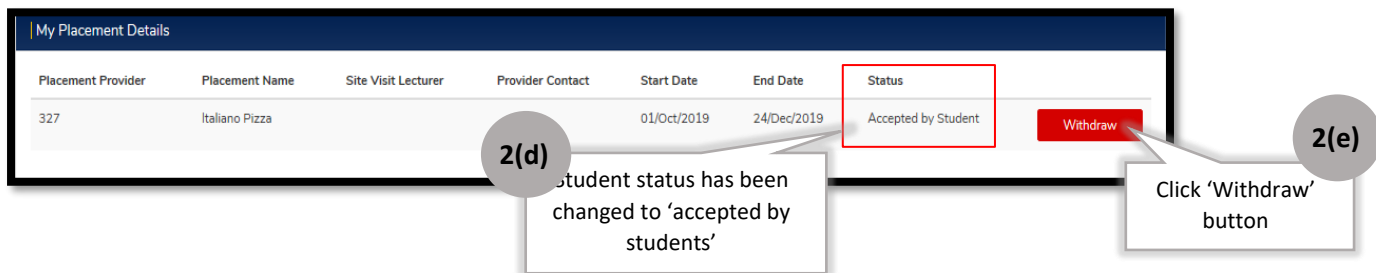 My Placement Details
Placement Provider Placement Name Site Visit Lecturer Provider Contact Start Date End Date Status
327 Italiano Pizza 01/Oct/2019 24/Dec/2019 Accepted by Student Withdraw
2(d)
Student status has been
changed to ‘accepted by
students’
2(e)
Click ‘Withdraw’
button